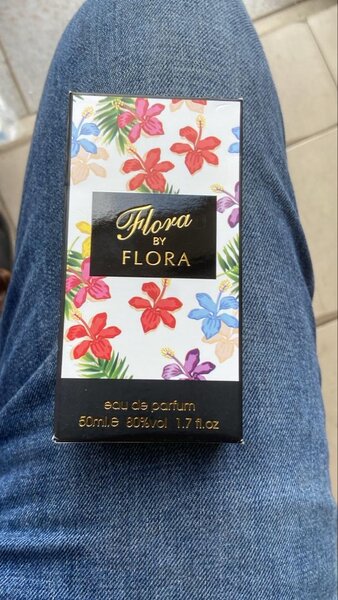 Flora
BY
FLORA
eau de parfum
50ml.e 80%vol 1.7 fl.oz